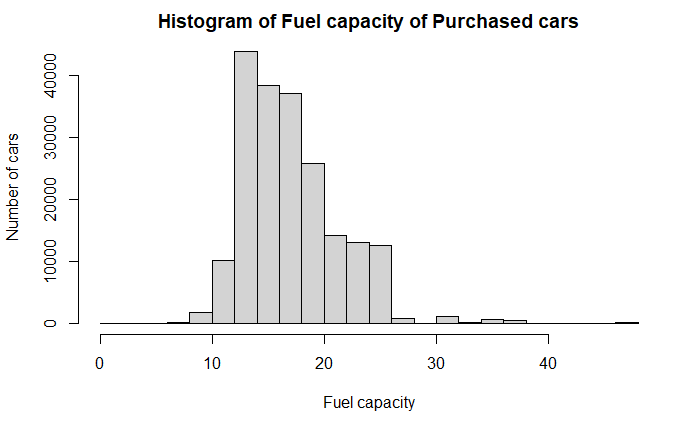 Histogram of Fuel capacity of Purchased cars
Number of cars
40000
30000
20000
10000
0
0 10 20 30 40
Fuel capacity